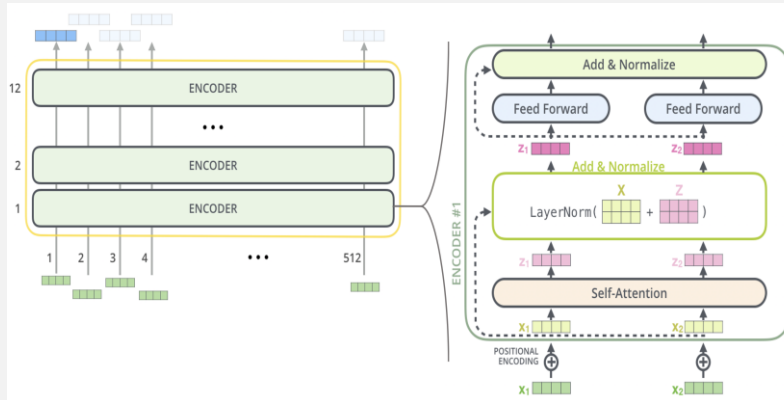 12
ENCODER
...
2
ENCODER
1
ENCODER
1 2 3 4 ... 512
ENCODER #1
Add & Normalize
Feed Forward Feed Forward
z1 z2
Add & Normalize
X Z
LayerNorm( + )
z1 z2
Self-Attention
x1 x2
POSITIONAL
ENCODING
+ +
x1 x2